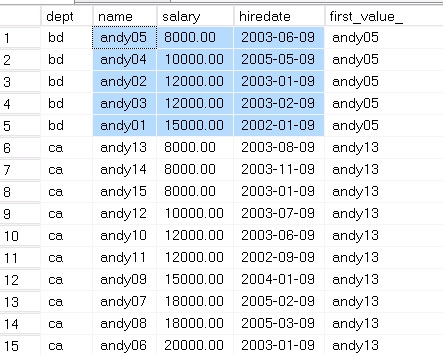 dept name salary hiredate first_value_
1 bd andy05 8000.00 2003-06-09 andy05
2 bd andy04 10000.00 2005-05-09 andy05
3 bd andy02 12000.00 2003-01-09 andy05
4 bd andy03 12000.00 2003-02-09 andy05
5 bd andy01 15000.00 2002-01-09 andy05
6 ca andy13 8000.00 2003-08-09 andy13
7 ca andy14 8000.00 2003-11-09 andy13
8 ca andy15 8000.00 2003-01-09 andy13
9 ca andy12 10000.00 2003-07-09 andy13
10 ca andy10 12000.00 2003-06-09 andy13
11 ca andy11 12000.00 2002-09-09 andy13
12 ca andy09 15000.00 2004-01-09 andy13
13 ca andy07 18000.00 2005-02-09 andy13
14 ca andy08 18000.00 2005-03-09 andy13
15 ca andy06 20000.00 2003-01-09 andy13